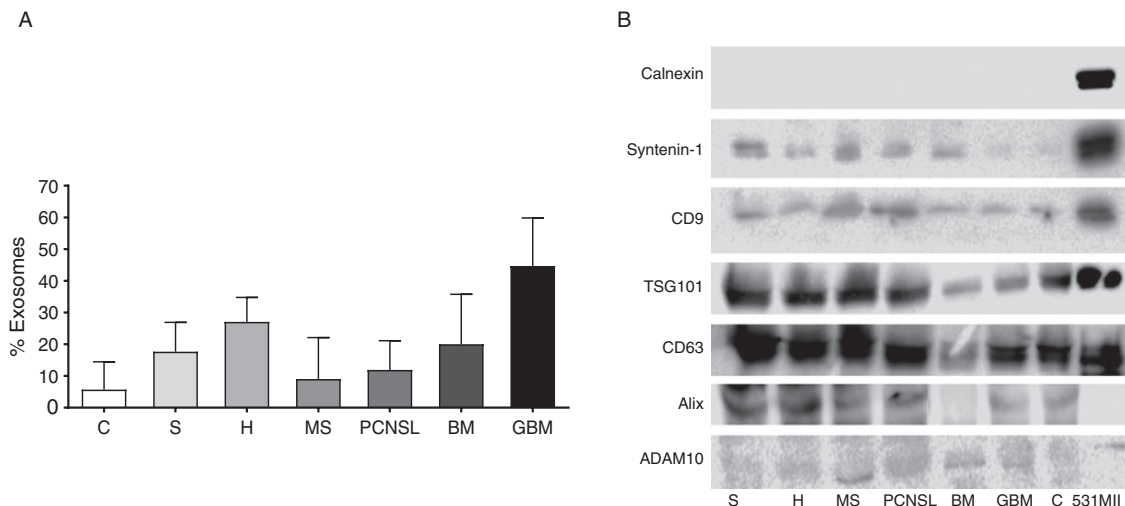 A
% Exosomes
70
60
50
40
30
20
10
0
C S H MS PCNSL BM GBM
B
Calnexin
Syntenin-1
CD9
TSG101
CD63
Alix
ADAM10
S H MS PCNSL BM GBM C 531MII